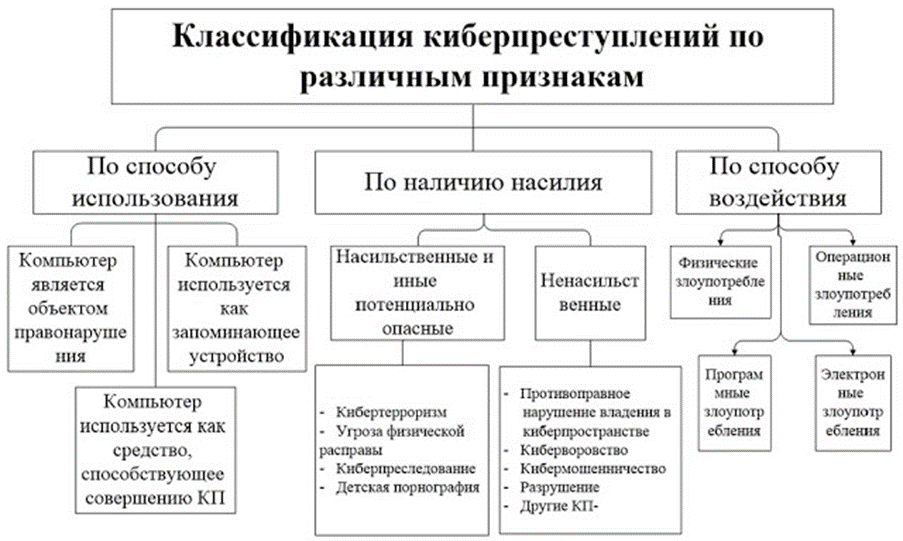 Классификация киберпреступлений по
различным признакам
По способу
использования
По наличию насилия
По способу
воздействия
Компьютер
является
объектом
правонаруше
ния
Компьютер
используется
как
запоминающее
устройство
Компьютер
используется как
средство,
способствующее
совершению КП
Насильственные и
иные
потенциально
опасные
Ненасильст
венные
- Кибертерроризм
- Угроза физической
расправы
- Киберпреследование
- Детская порнография
- Противоправное
нарушение владения в
киберпространстве
- Киберворовство
- Кибермошенничество
- Разрушение
- Другие КП-
Физические
злоупотребле
ния
Операцион
ные
злоупотреб
ления
Програм
мные
злоупотр
ебления
Электрон
ные
злоупотр
ебления